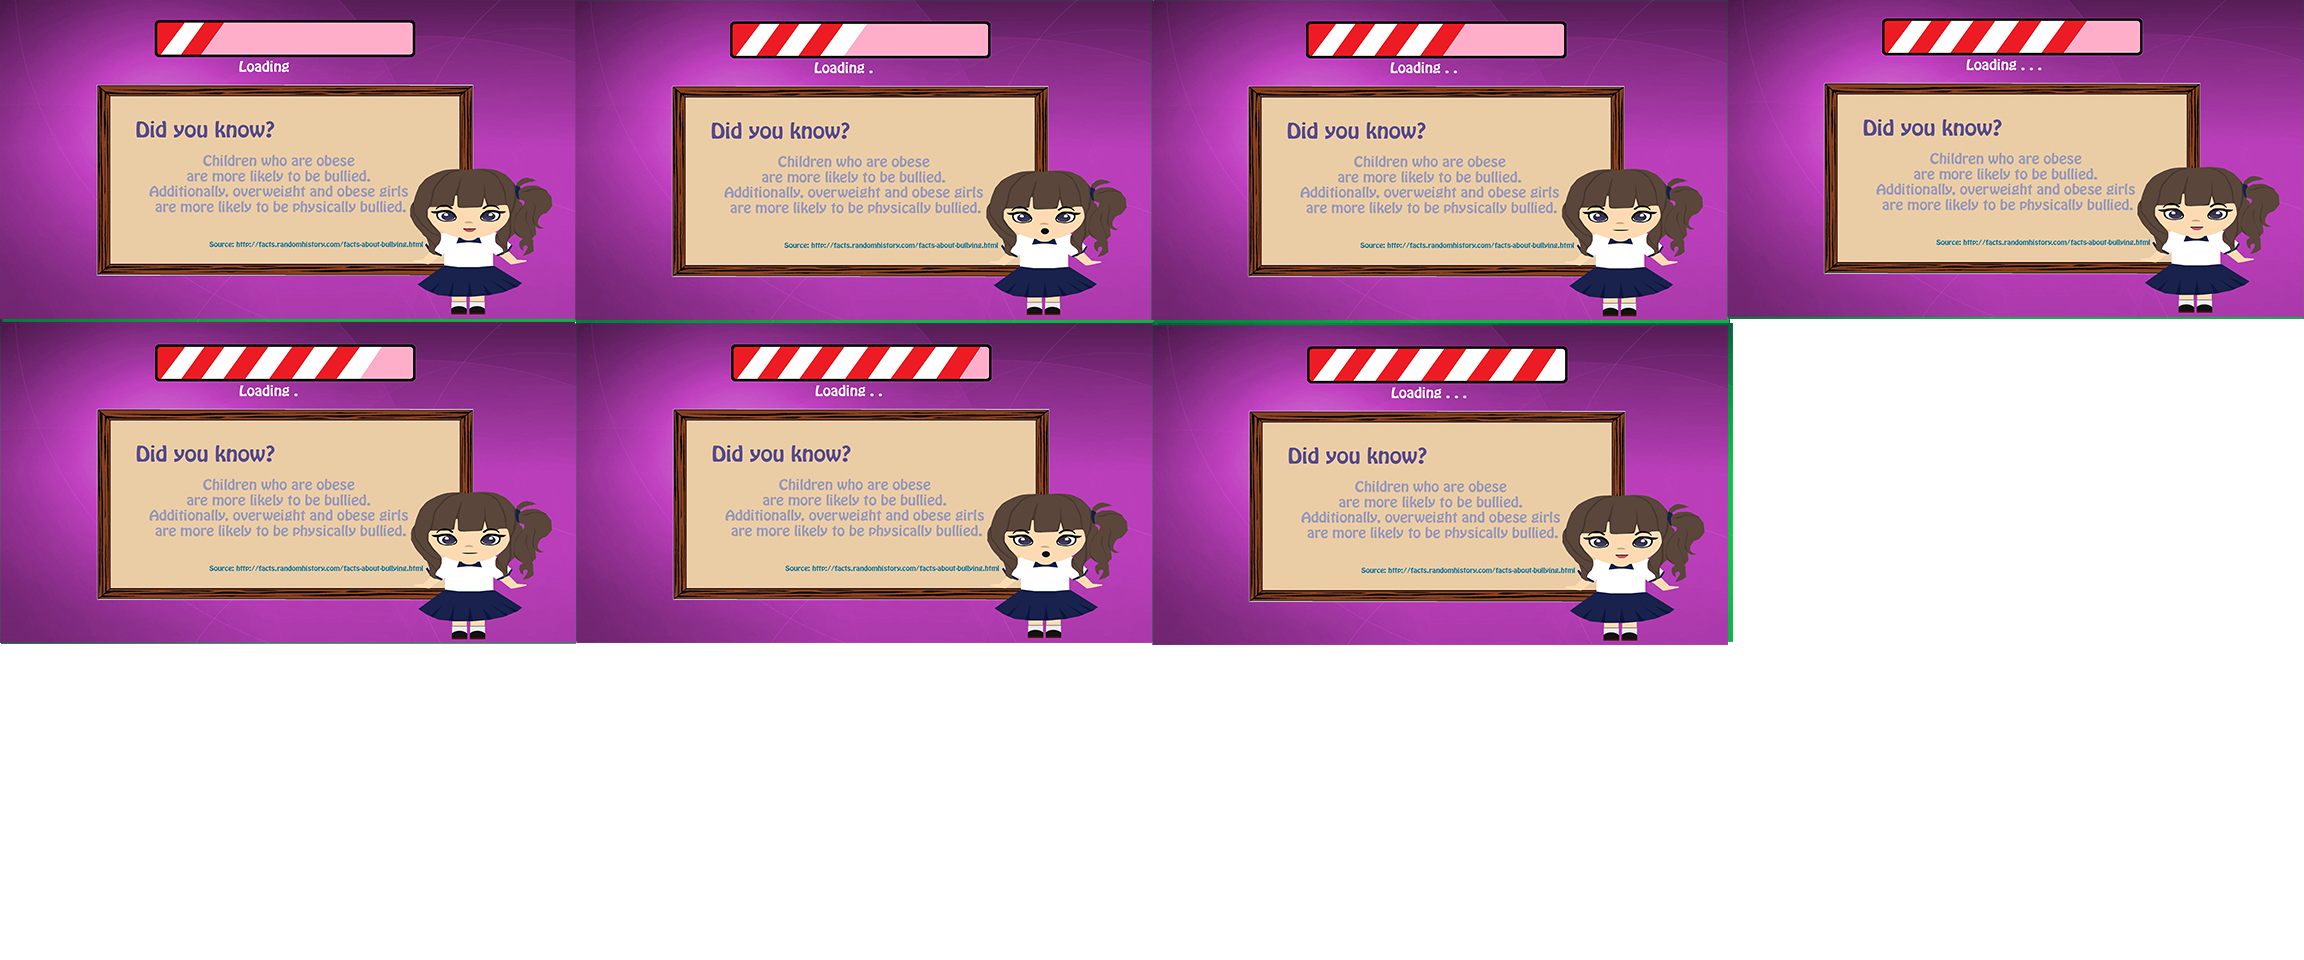 Loading
Did you know?
Children who are obese
are more likely to be bullied.
Additionally, overweight and obese girls
are more likely to be physically bullied.
Source: http://facts.randomhistory.com/facts-about-bullying.html
Loading .
Did you know?
Children who are obese
are more likely to be bullied.
Additionally, overweight and obese girls
are more likely to be physically bullied.
Source: http://facts.randomhistory.com/facts-about-bullying.html
Loading . .
Did you know?
Children who are obese
are more likely to be bullied.
Additionally, overweight and obese girls
are more likely to be physically bullied.
Source: http://facts.randomhistory.com/facts-about-bullying.html
Loading . . .
Did you know?
Children who are obese
are more likely to be bullied.
Additionally, overweight and obese girls
are more likely to be physically bullied.
Source: http://facts.randomhistory.com/facts-about-bullying.html
Loading .
Did you know?
Children who are obese
are more likely to be bullied.
Additionally, overweight and obese girls
are more likely to be physically bullied.
Source: http://facts.randomhistory.com/facts-about-bullying.html
Loading . .
Did you know?
Children who are obese
are more likely to be bullied.
Additionally, overweight and obese girls
are more likely to be physically bullied.
Source: http://facts.randomhistory.com/facts-about-bullying.html
Loading . . .
Did you know?
Children who are obese
are more likely to be bullied.
Additionally, overweight and obese girls
are more likely to be physically bullied.
Source: http://facts.randomhistory.com/facts-about-bullying.html